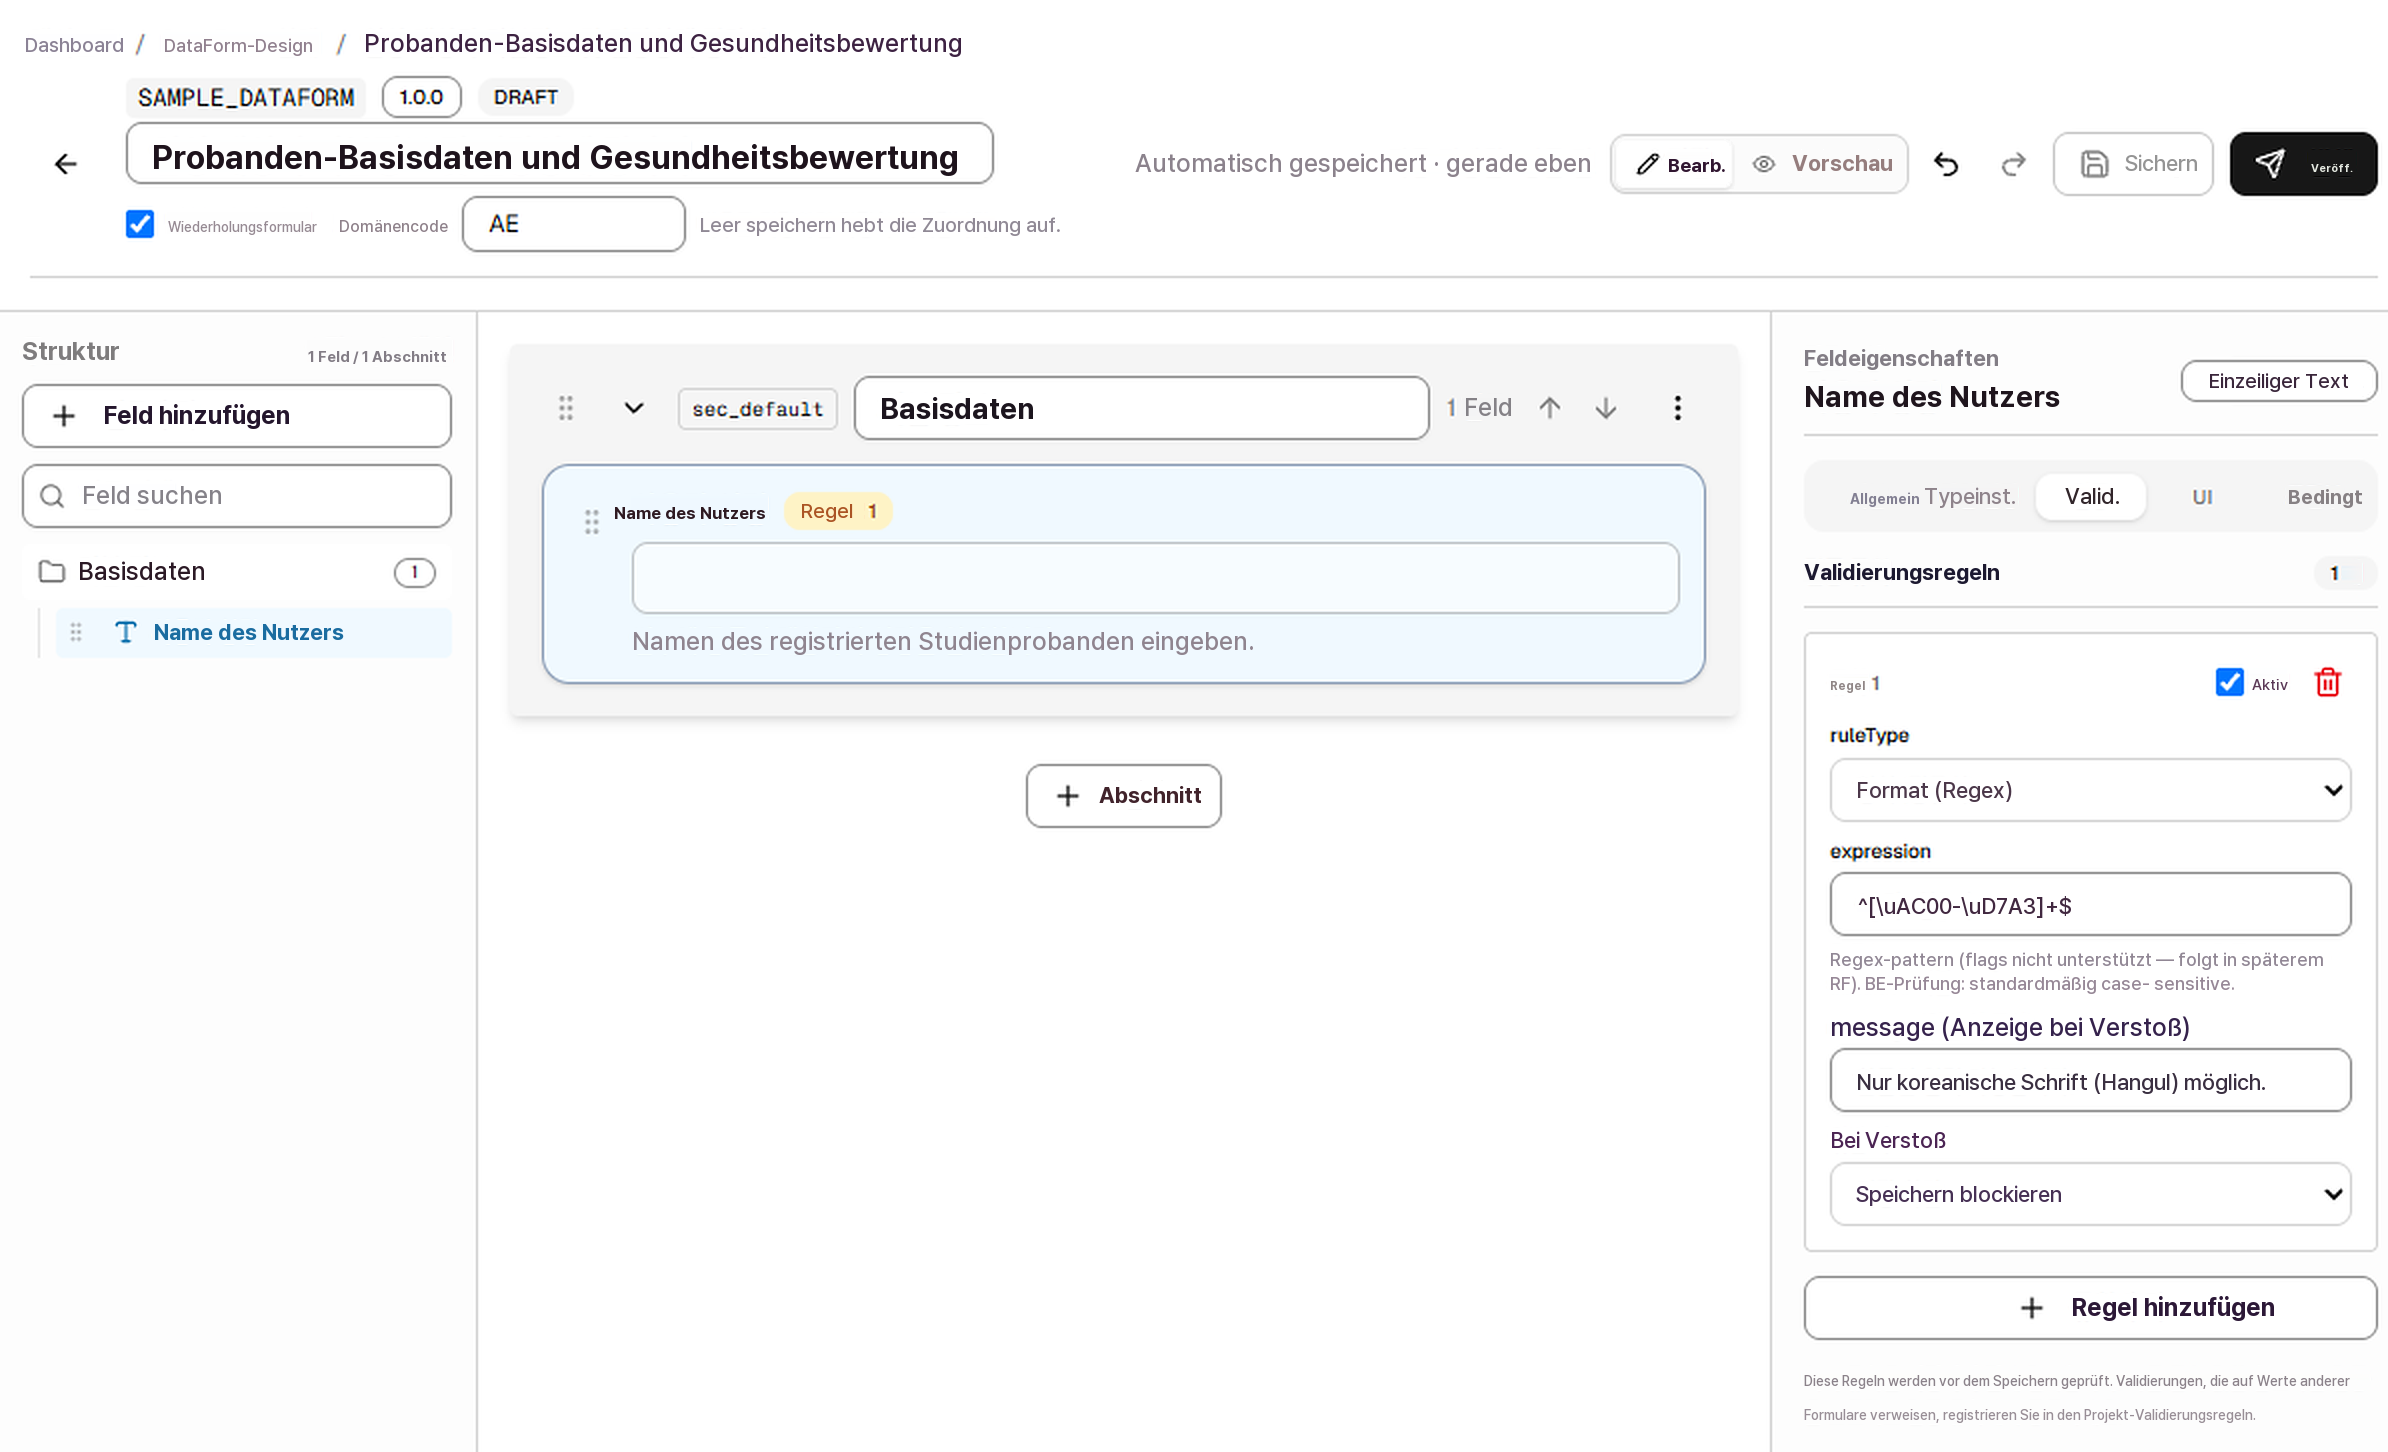 Dashboard / DataForm-Design / Probanden-Basisdaten und Gesundheitsbewertung
SAMPLE_DATAFORM 1.0.0 DRAFT
Probanden-Basisdaten und Gesundheitsbewertung
Automatisch gespeichert · gerade eben
Bearb. Vorschau
Sichern
Veröff.
Wiederholungsformular Domänencode AE Leer speichern hebt die Zuordnung auf.
Struktur 1 Feld / 1 Abschnitt
Feld hinzufügen
Feld suchen
Basisdaten 1
Name des Nutzers
sec_default Basisdaten 1 Feld
Name des Nutzers Regel 1
Namen des registrierten Studienprobanden eingeben.
Abschnitt
Feldeigenschaften
Name des Nutzers Einzeiliger Text
Allgemein Typeinst. Valid. UI Bedingt
Validierungsregeln 1
Regel 1 Aktiv
ruleType
Format (Regex)
expression
^[\uAC00-\uD7A3]+$
Regex-pattern (flags nicht unterstützt — folgt in späterem
RF). BE-Prüfung: standardmäßig case- sensitive.
message (Anzeige bei Verstoß)
Nur koreanische Schrift (Hangul) möglich.
Bei Verstoß
Speichern blockieren
Regel hinzufügen
Diese Regeln werden vor dem Speichern geprüft. Validierungen, die auf Werte anderer
Formulare verweisen, registrieren Sie in den Projekt-Validierungsregeln.